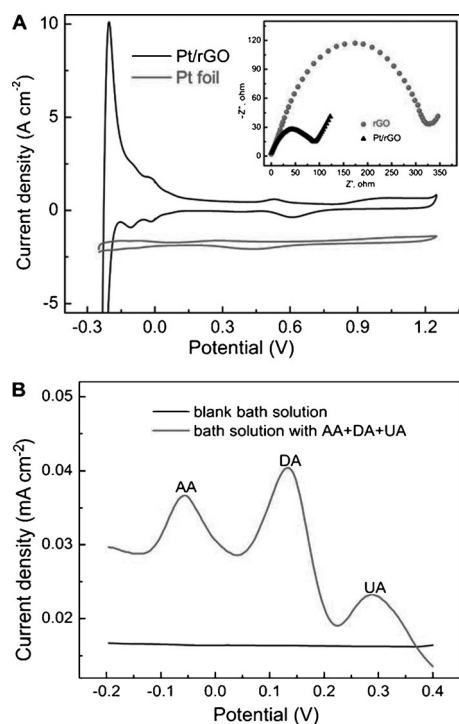 A
Current density (A cm-2)
10
5
0
-5
Pt/rGO
Pt foil
-Z", ohm
120
90
60
30
0
rGO
Pt/rGO
0 50 100 150 200 250 300 350
Z', ohm
-0.3 0.0 0.3 0.6 0.9 1.2
Potential (V)
B
Current density (mA cm-2)
0.05
0.04
0.03
0.02
blank bath solution
bath solution with AA+DA+UA
AA
DA
UA
-0.2 -0.1 0.0 0.1 0.2 0.3 0.4
Potential (V)